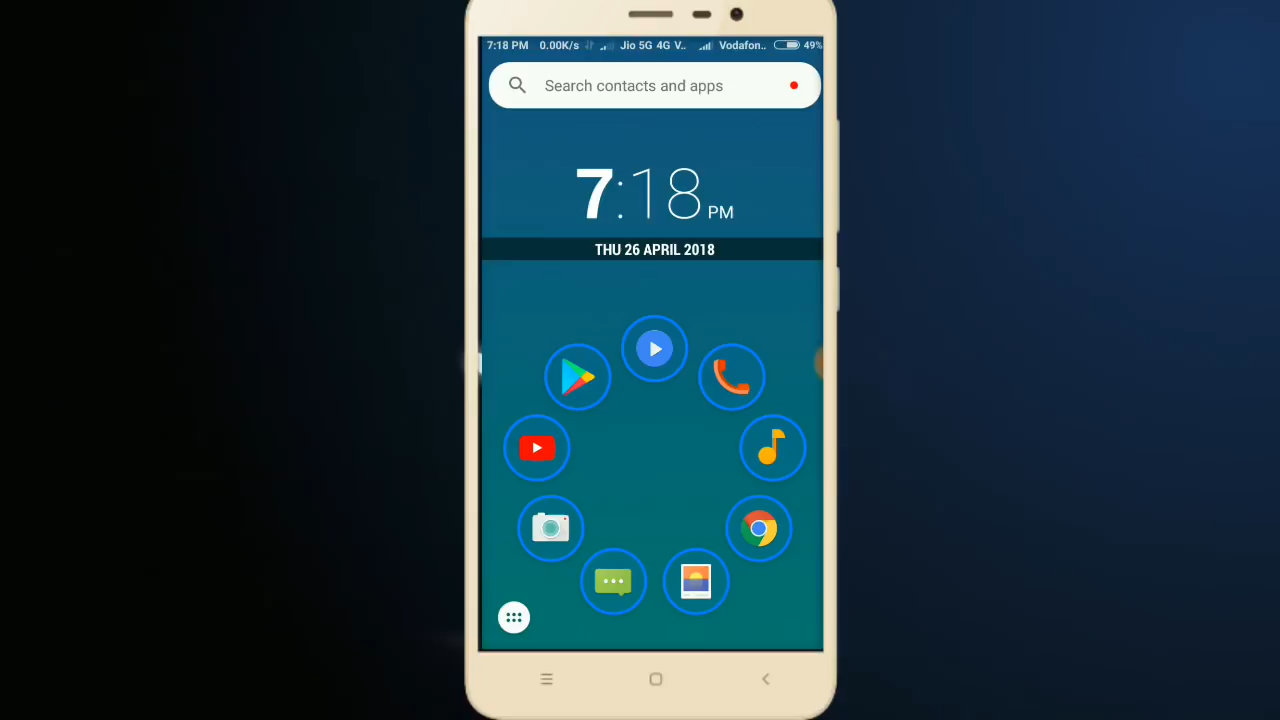 7:18 PM 0.00K/s Jio 5G 4G V.. Vodafon.. 49%
Search contacts and apps
7:18 PM
THU 26 APRIL 2018